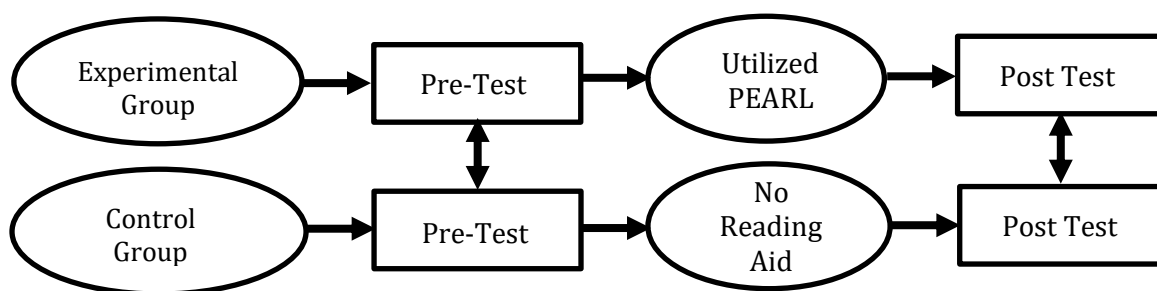 Experimental
Group
Pre-Test
Utilized
PEARL
Post Test
Control
Group
Pre-Test
No
Reading
Aid
Post Test